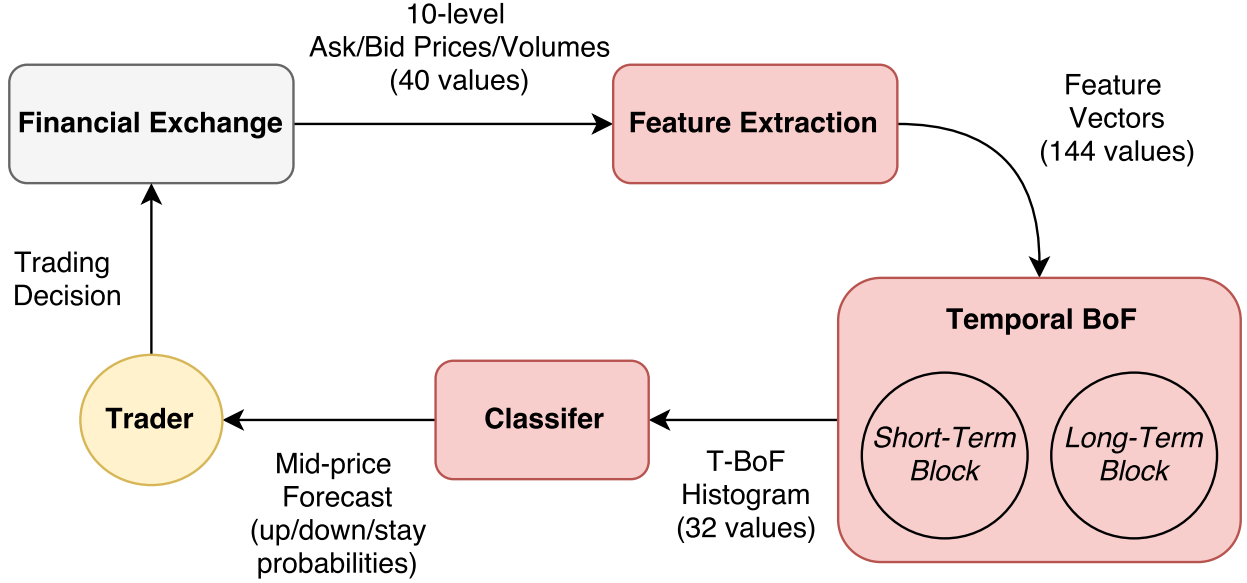 10-level
Ask/Bid Prices/Volumes
(40 values)
Financial Exchange
Feature Extraction
Feature
Vectors
(144 values)
Trading
Decision
Temporal BoF
Short-Term
Block
Long-Term
Block
Trader
Classifer
Mid-price
Forecast
(up/down/stay
probabilities)
T-BoF
Histogram
(32 values)